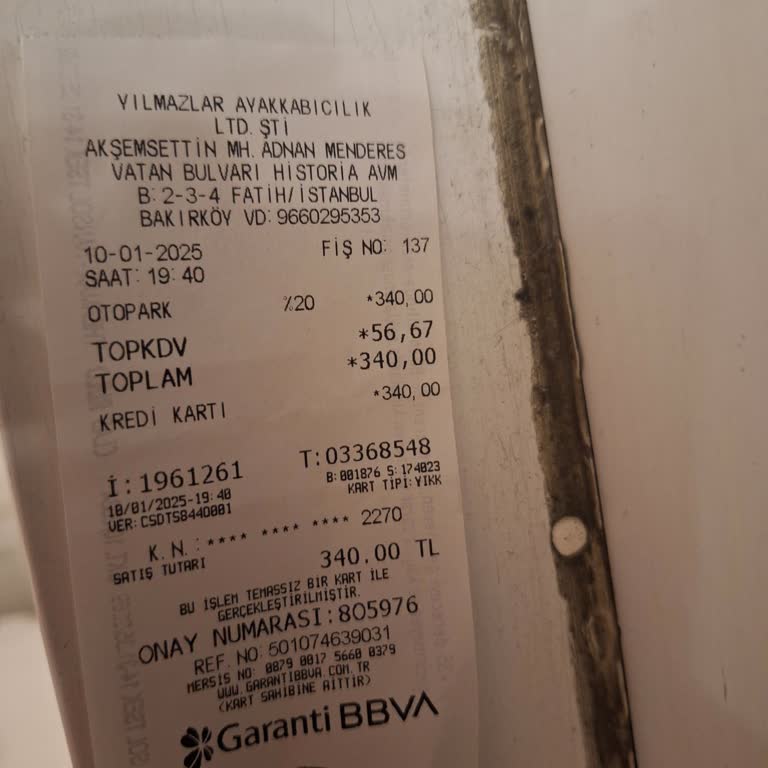 YILMAZLAR AYAKKABICILIK
LTD. ŞTİ
AKŞEMSETTİN MH. ADNAN MENDERES
VATAN BULVARI HİSTORİA AVM
B: 2-3-4 FATİH/İSTANBUL
BAKIRKÖY VD: 9660295353
10-01-2025 FİŞ NO: 137
SAAT: 19:40
OTOPARK %20 *340,00
TOPKDV *56,67
TOPLAM *340,00
KREDİ KARTI *340,00
İ:1961261 T:03368548
10/01/2025-19:40 B:001876 S:174023
VER:CSDTS8440001 KART TİPİ:YIKK
K.N.:**** **** **** 2270
SATIŞ TUTARI 340.00 TL
BU İŞLEM TEMASSIZ BİR KART İLE
GERÇEKLEŞTİRİLMİŞTİR.
ONAY NUMARASI:805976
REF. NO:501074639031
MERSİS NO: 0879 0017 5660 0379
WWW.GARANTIBBVA.COM.TR
(KART SAHİBİNE AİTTİR)
Garanti BBVA